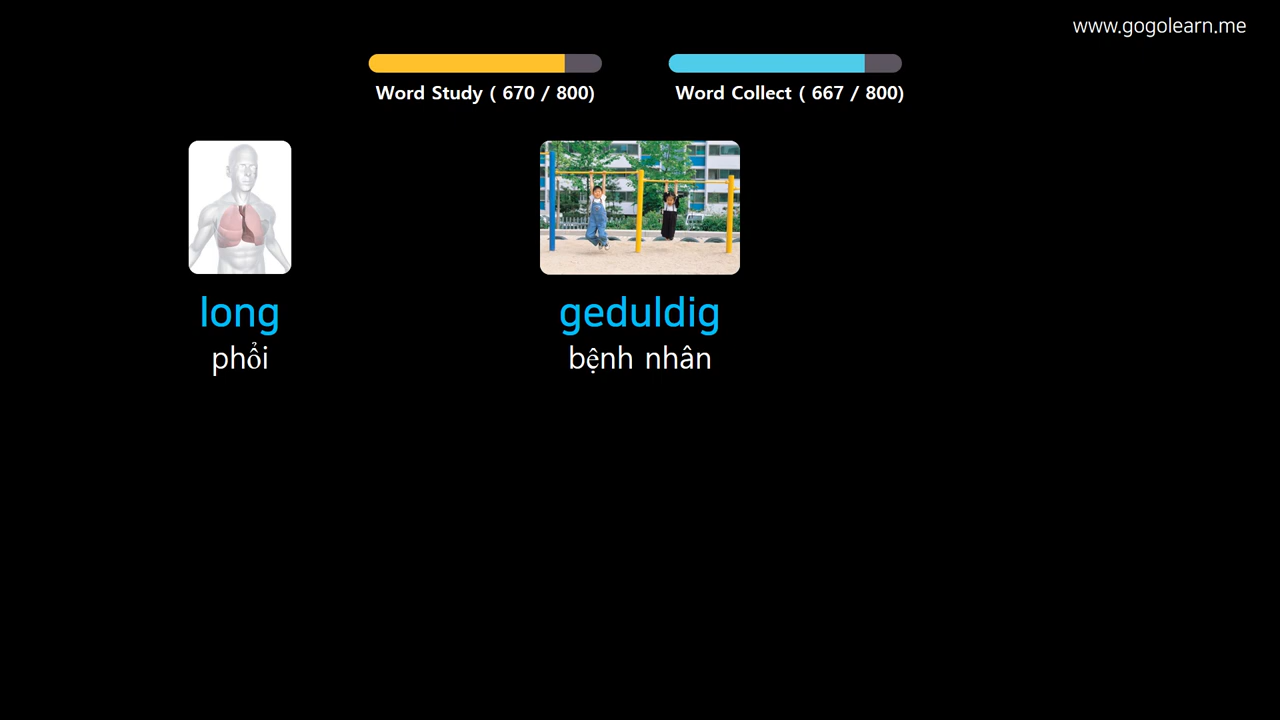 www.gogolearn.me
Word Study ( 670 / 800)
Word Collect ( 667 / 800)
long
geduldig
phổi
bệnh nhân